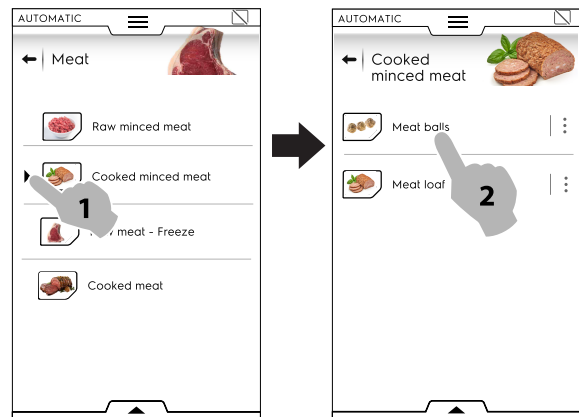 AUTOMATIC
Meat
Raw minced meat
Cooked minced meat
1
meat - Freeze
Cooked meat
AUTOMATIC
Cooked
minced meat
Meat balls
Meat loaf
2